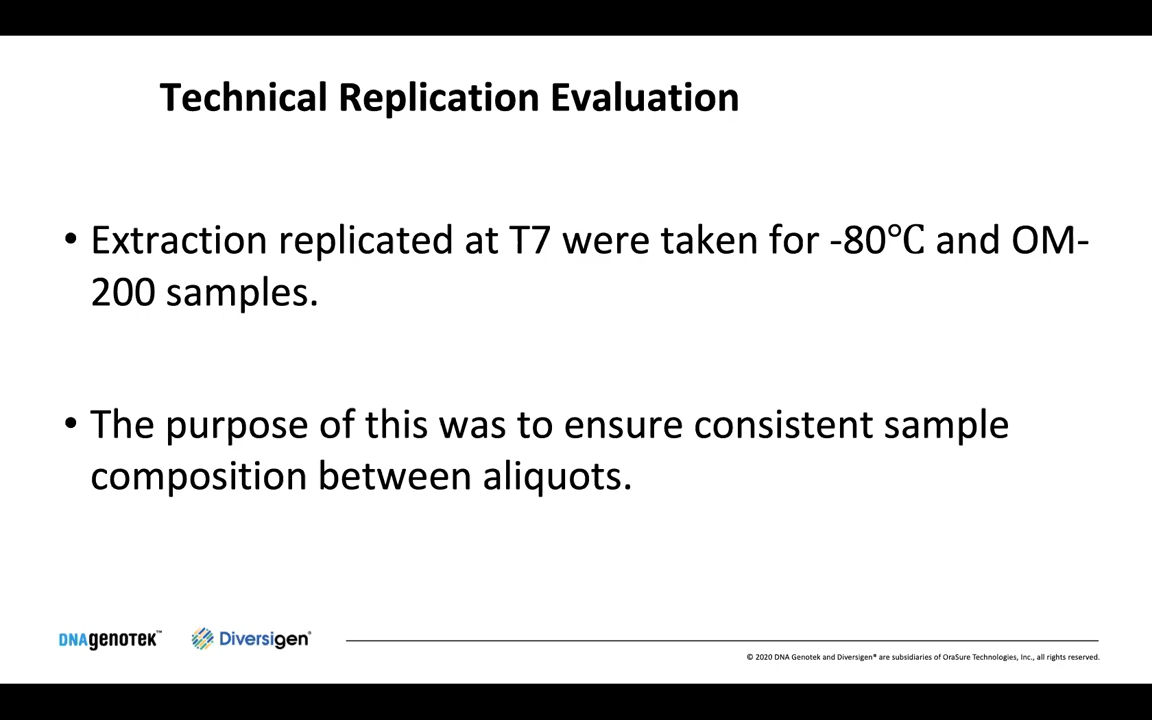 Technical Replication Evaluation
• Extraction replicated at T7 were taken for -80℃ and OM-
200 samples.
• The purpose of this was to ensure consistent sample
composition between aliquots.
DNAgenotek™ Diversigen®
© 2020 DNA Genotek and Diversigen® are subsidiaries of OraSure Technologies, Inc., all rights reserved.